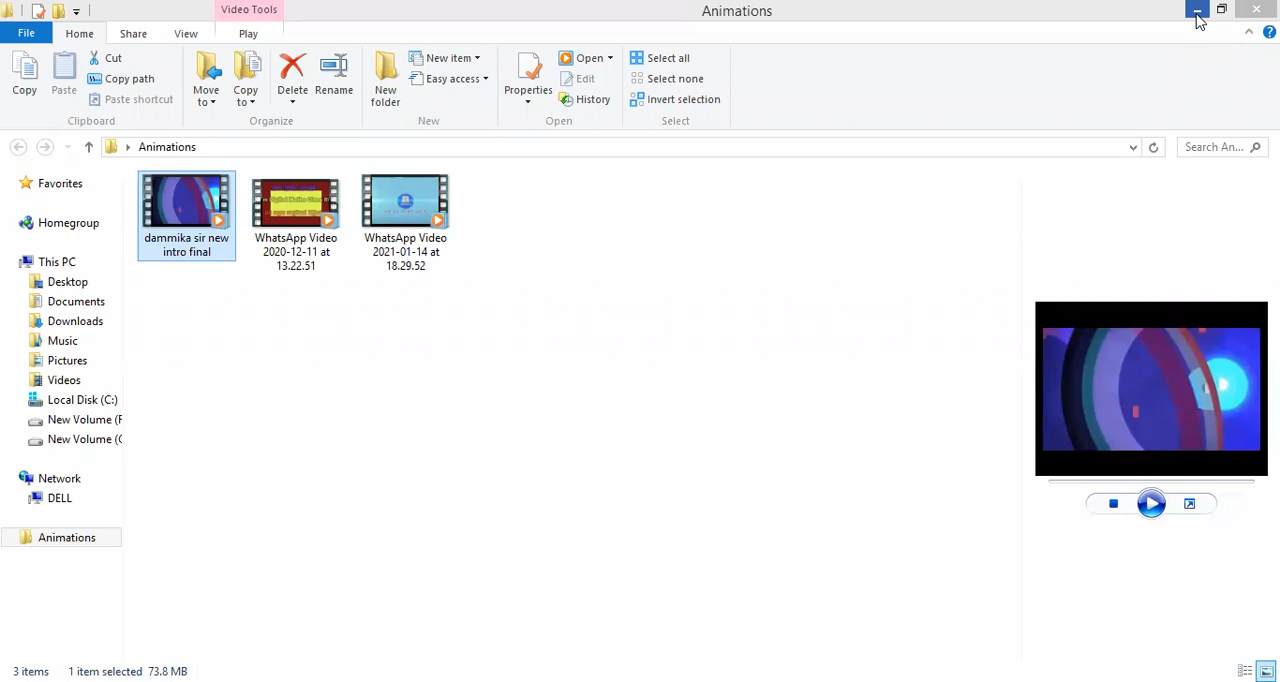 Video Tools
Animations
File
Home
Share
View
Play
Copy
Paste
Cut
Copy path
Paste shortcut
Clipboard
Move to
Copy to
Delete
Rename
Organize
New folder
New item
Easy access
New
Properties
Open
Edit
History
Open
Select all
Select none
Invert selection
Select
Animations
Search An...
Favorites
Homegroup
This PC
Desktop
Documents
Downloads
Music
Pictures
Videos
Local Disk (C:)
New Volume (F
New Volume (G
Network
DELL
Animations
dammika sir new
intro final
WhatsApp Video
2020-12-11 at
13.22.51
WhatsApp Video
2021-01-14 at
18.29.52
3 items
1 item selected 73.8 MB